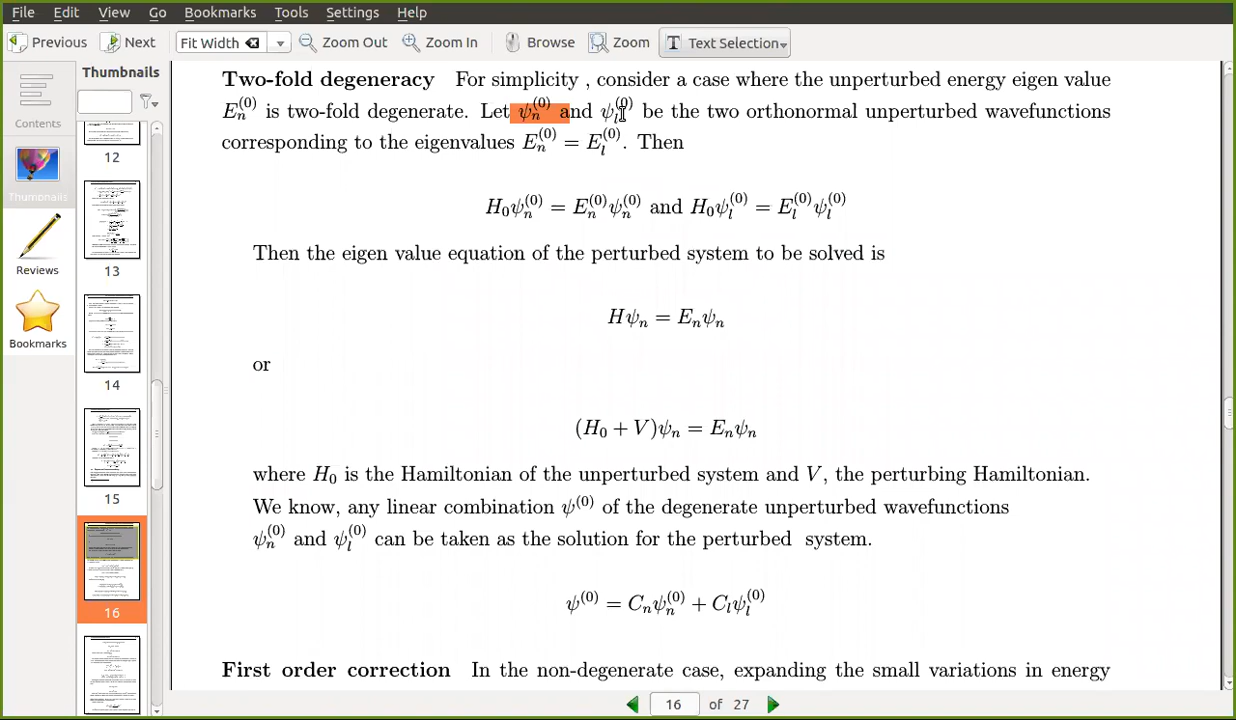 File Edit View Go Bookmarks Tools Settings Help
Previous Next Fit Width Zoom Out Zoom In Browse Zoom Text Selection
Thumbnails
Contents
Thumbnails
Reviews
Bookmarks
12
13
14
15
16
Two-fold degeneracy For simplicity , consider a case where the unperturbed energy eigen value
E_n^{(0)} is two-fold degenerate. Let ψ_n^{(0)} and ψ_l^{(0)} be the two orthonormal unperturbed wavefunctions
corresponding to the eigenvalues E_n^{(0)} = E_l^{(0)}. Then
H_0ψ_n^{(0)} = E_n^{(0)}ψ_n^{(0)} and H_0ψ_l^{(0)} = E_l^{(0)}ψ_l^{(0)}
Then the eigen value equation of the perturbed system to be solved is
Hψ_n = E_nψ_n
or
(H_0 + V)ψ_n = E_nψ_n
where H_0 is the Hamiltonian of the unperturbed system and V, the perturbing Hamiltonian.
We know, any linear combination ψ^{(0)} of the degenerate unperturbed wavefunctions
ψ_n^{(0)} and ψ_l^{(0)} can be taken as the solution for the perturbed system.
ψ^{(0)} = C_nψ_n^{(0)} + C_lψ_l^{(0)}
First order correction In the non-degenerate case, expanding the small variations in energy
16 of 27